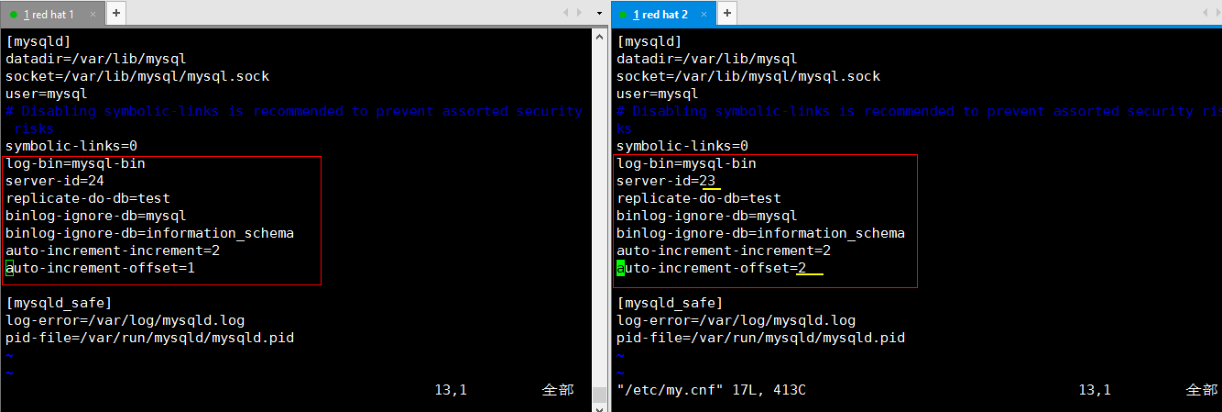 1 red hat 1 × +
[mysqld]
datadir=/var/lib/mysql
socket=/var/lib/mysql/mysql.sock
user=mysql
# Disabling symbolic-links is recommended to prevent assorted security
risks
symbolic-links=0
log-bin=mysql-bin
server-id=24
replicate-do-db=test
binlog-ignore-db=mysql
binlog-ignore-db=information_schema
auto-increment-increment=2
auto-increment-offset=1
[mysqld_safe]
log-error=/var/log/mysqld.log
pid-file=/var/run/mysqld/mysqld.pid
~
~
13,1 全部
1 red hat 2 × +
[mysqld]
datadir=/var/lib/mysql
socket=/var/lib/mysql/mysql.sock
user=mysql
# Disabling symbolic-links is recommended to prevent assorted security ri
ks
symbolic-links=0
log-bin=mysql-bin
server-id=23
replicate-do-db=test
binlog-ignore-db=mysql
binlog-ignore-db=information_schema
auto-increment-increment=2
auto-increment-offset=2
[mysqld_safe]
log-error=/var/log/mysqld.log
pid-file=/var/run/mysqld/mysqld.pid
~
~
"/etc/my.cnf" 17L, 413C 13,1 全部